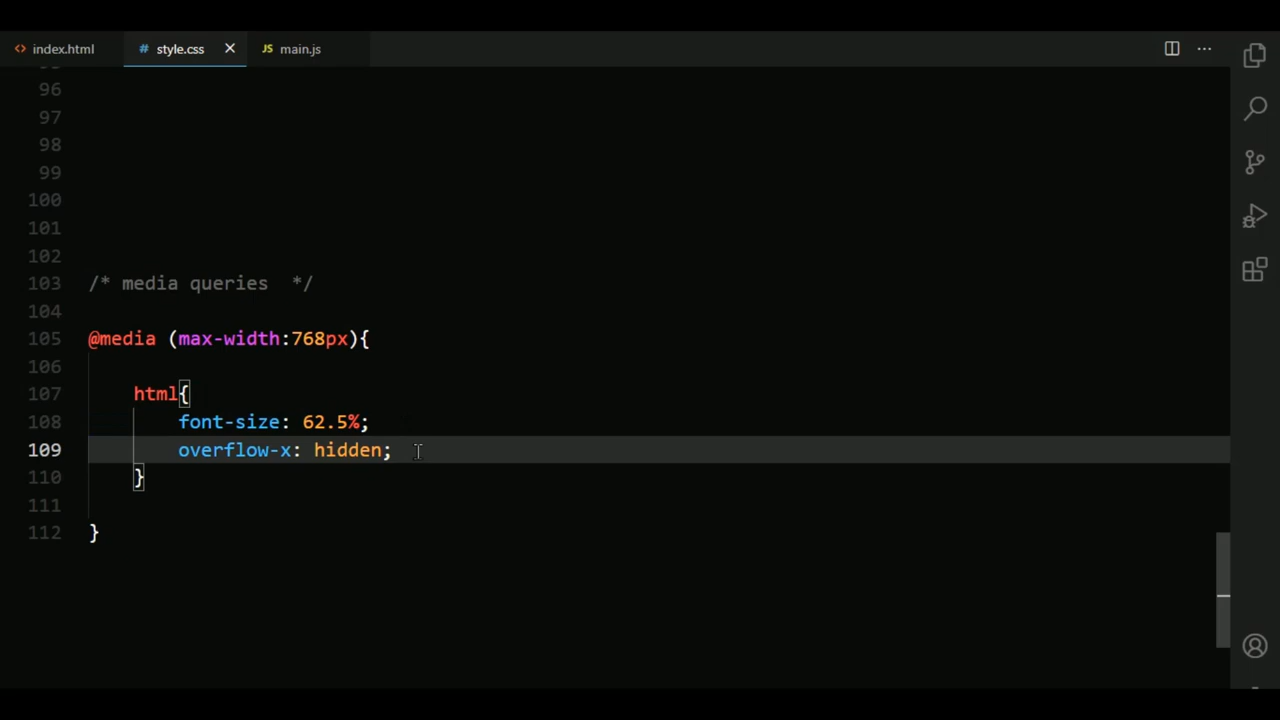 index.html
# style.css
JS main.js
96
97
98
99
100
101
102
103 /* media queries  */
104
105 @media (max-width:768px){
106
107     html{
108         font-size: 62.5%;
109         overflow-x: hidden;
110     }
111
112 }